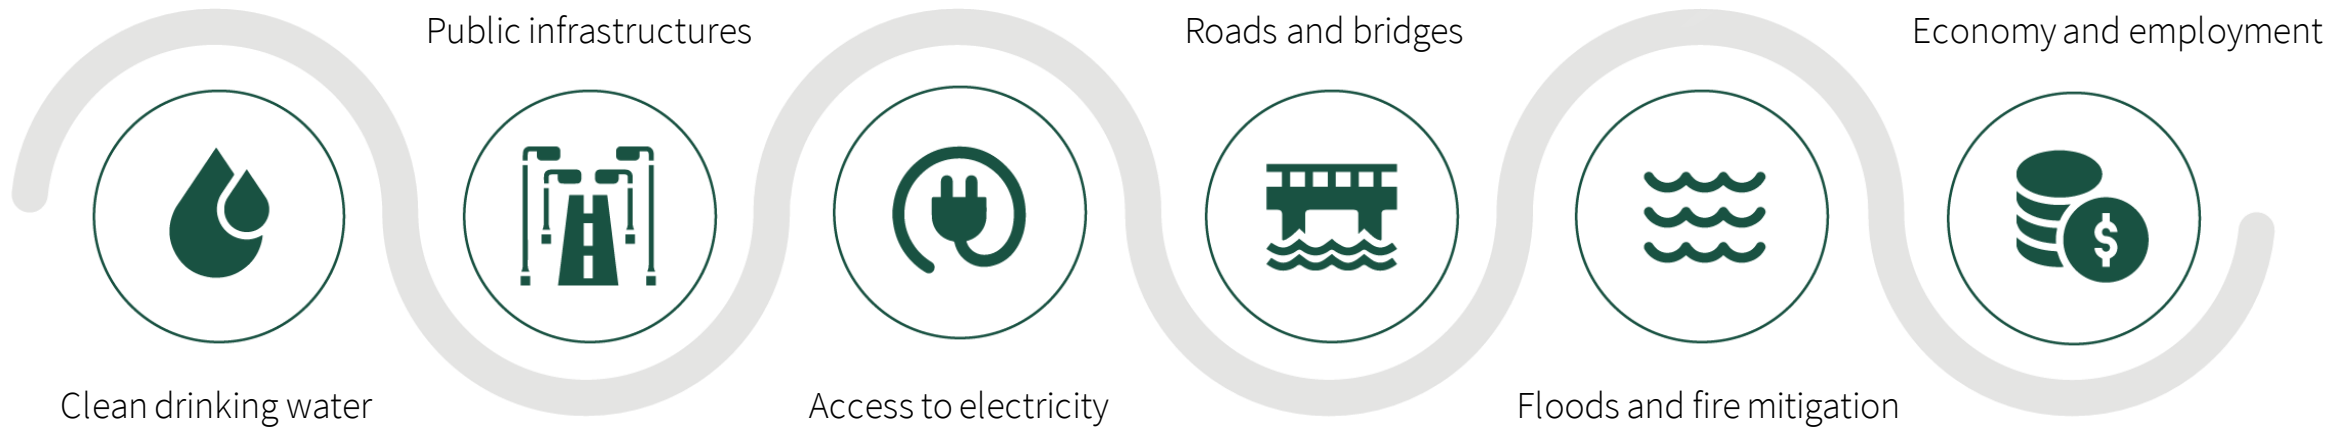 Public infrastructures
Roads and bridges
Economy and employment
$
Clean drinking water
Access to electricity
Floods and fire mitigation